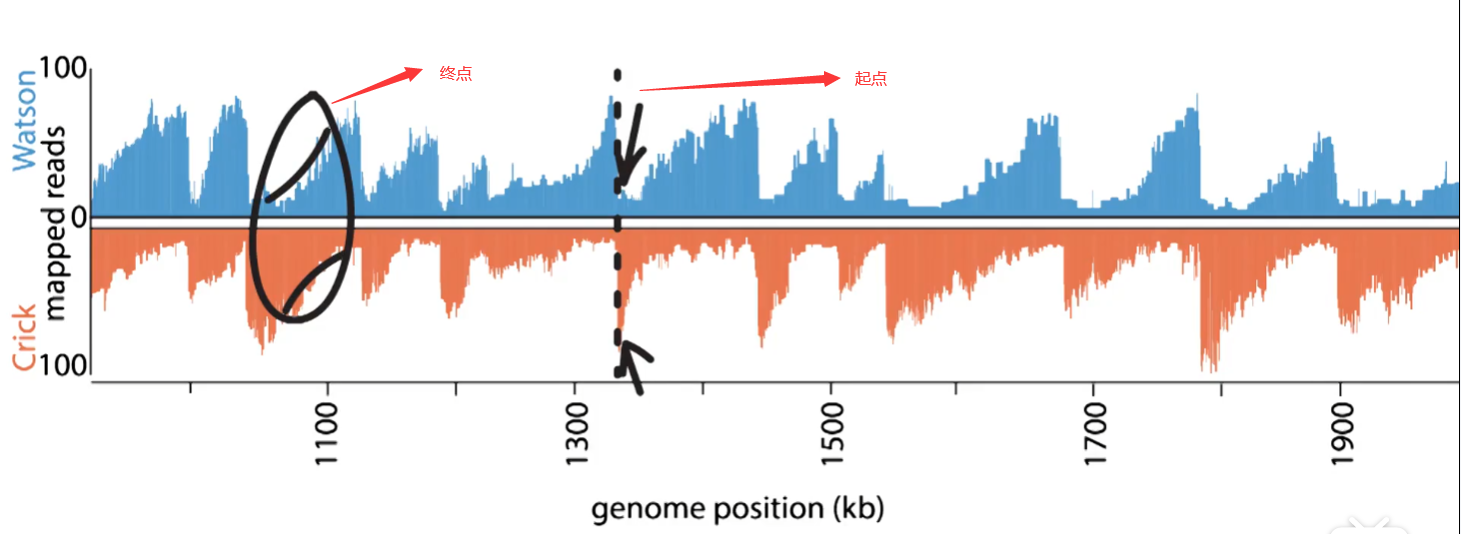 100
终点
起点
Watson
mapped reads
0
Crick
100
1100
1300
1500
1700
1900
genome position (kb)